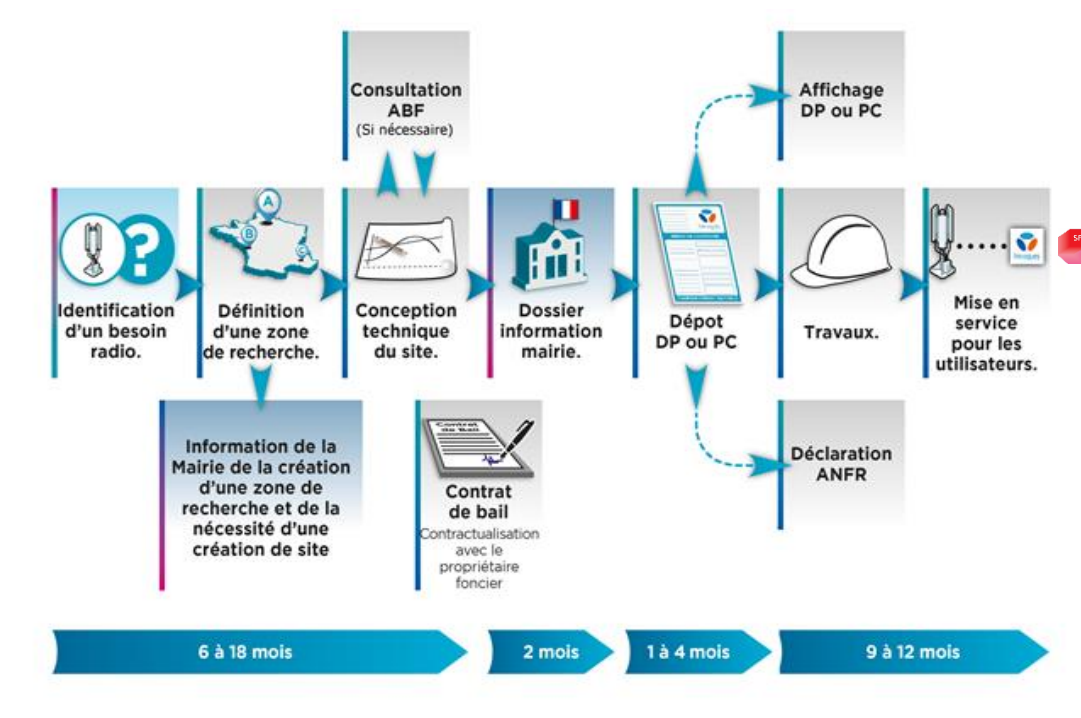 Consultation
ABF
(Si nécessaire)
Affichage
DP ou PC
A
B
C
Identification
d'un besoin
radio.
Définition
d'une zone
de recherche.
Conception
technique
du site.
Dossier
information
mairie.
Dépot
DP ou PC
Travaux.
Mise en
service
pour les
utilisateurs.
Information de la
Mairie de la création
d'une zone de
recherche et de la
nécessité d'une
création de site
Contrat
de Bail
Contrat
de bail
Contractualisation
avec le
propriétaire
foncier
Déclaration
ANFR
6 à 18 mois
2 mois
1 à 4 mois
9 à 12 mois